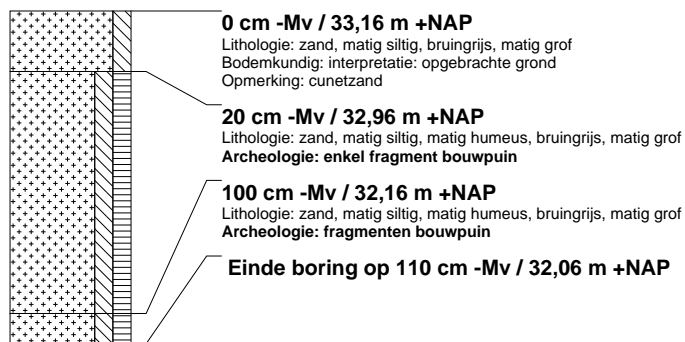 0 cm -Mv / 33,16 m +NAP
Lithologie: zand, matig siltig, bruingrijs, matig grof
Bodemkundig: interpretatie: opgebrachte grond
Opmerking: cunetzand
20 cm -Mv / 32,96 m +NAP
Lithologie: zand, matig siltig, matig humeus, bruingrijs, matig grof
Archeologie: enkel fragment bouwpuin
100 cm -Mv / 32,16 m +NAP
Lithologie: zand, matig siltig, matig humeus, bruingrijs, matig grof
Archeologie: fragmenten bouwpuin
Einde boring op 110 cm -Mv / 32,06 m +NAP